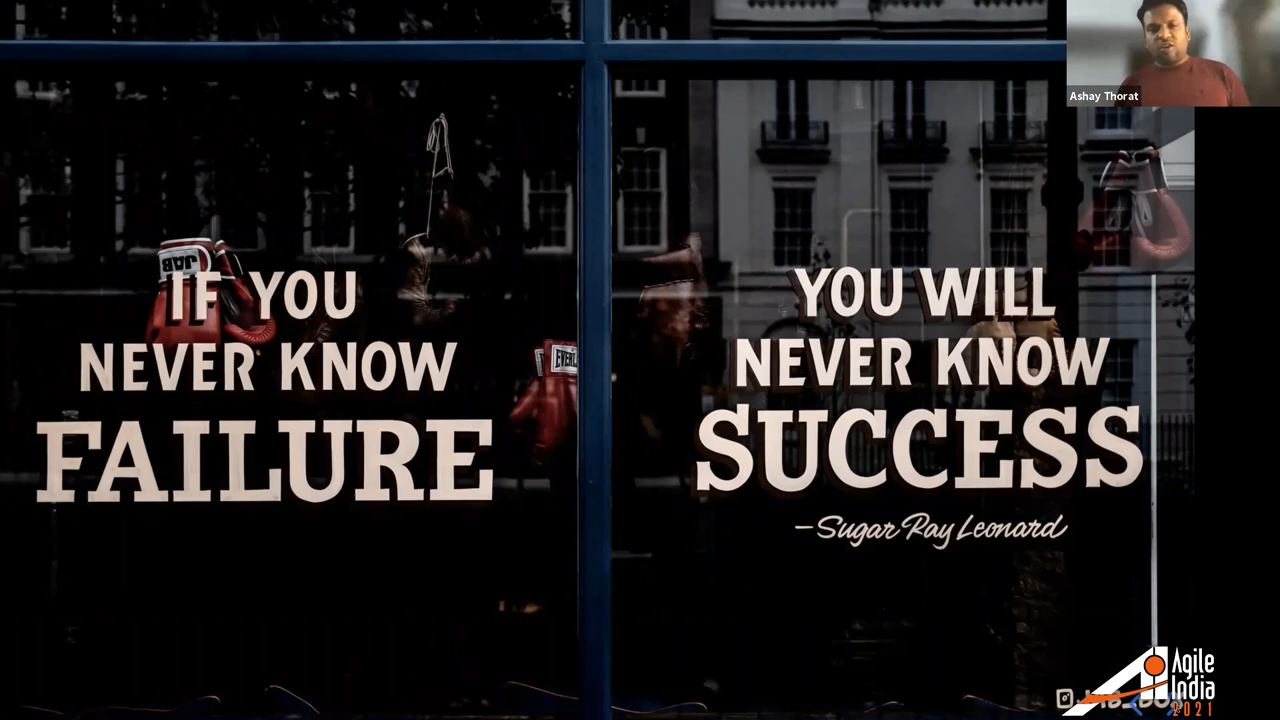 Ashay Thorat
JAB
IF YOU
NEVER KNOW
FAILURE
YOU WILL
NEVER KNOW
SUCCESS
–Sugar Ray Leonard
Agile
India
2021